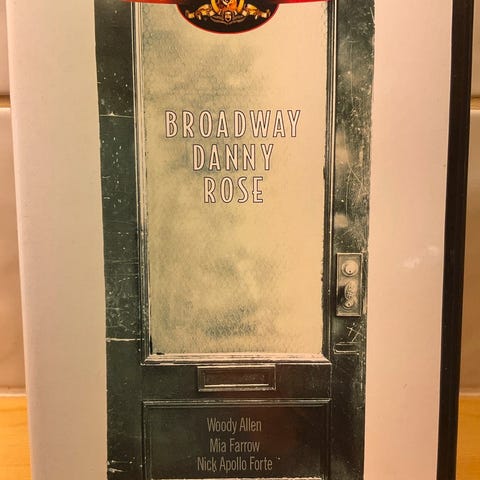 BROADWAY
DANNY
ROSE
Woody Allen
Mia Farrow
Nick Apollo Forte